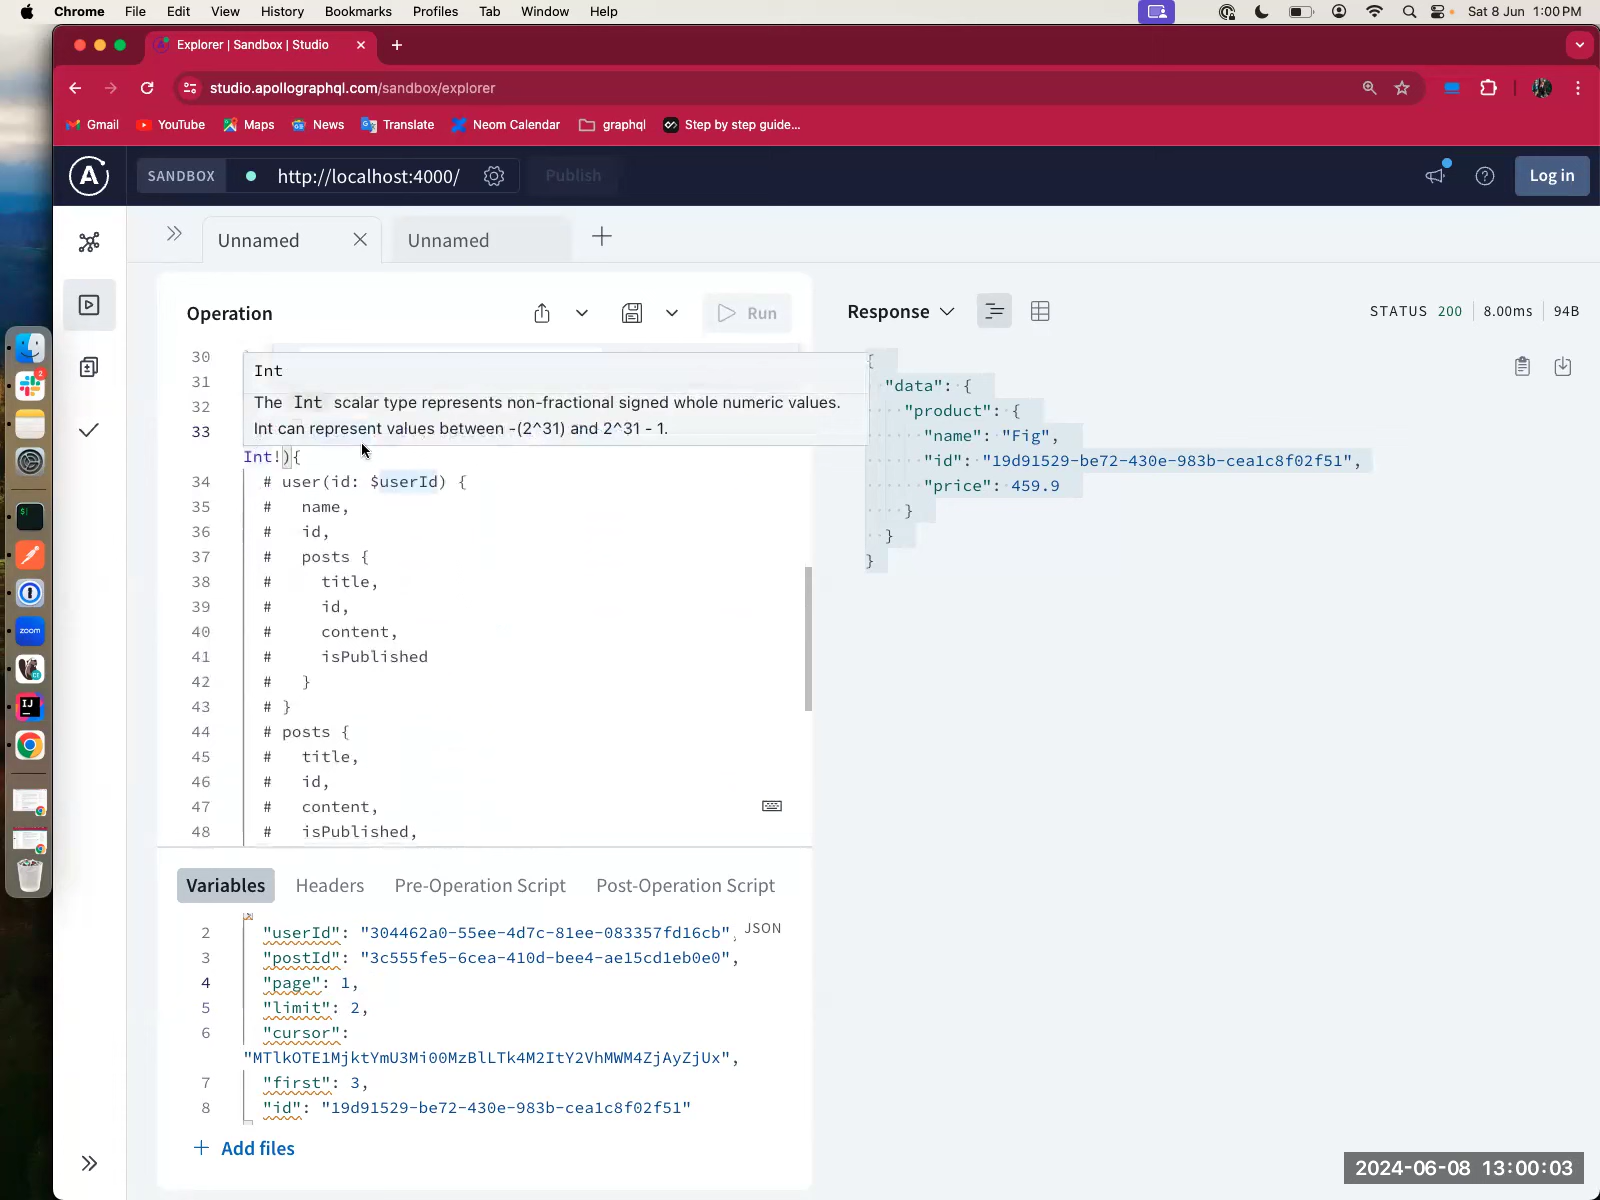 Chrome File Edit View History Bookmarks Profiles Tab Window Help Sat 8 Jun 1:00 PM
Explorer | Sandbox | Studio
studio.apollographql.com/sandbox/explorer
Gmail YouTube Maps News Translate Neom Calendar graphql Step by step guide...
SANDBOX http://localhost:4000/ Publish Log in
Unnamed Unnamed
Operation Run
30
31
32
33
Int
The Int scalar type represents non-fractional signed whole numeric values.
Int can represent values between -(2^31) and 2^31 - 1.
Int!){
34 # user(id: $userId) {
35 # name,
36 # id,
37 # posts {
38 # title,
39 # id,
40 # content,
41 # isPublished
42 # }
43 # }
44 # posts {
45 # title,
46 # id,
47 # content,
48 # isPublished,
Variables Headers Pre-Operation Script Post-Operation Script
JSON
2 "userId": "304462a0-55ee-4d7c-81ee-083357fd16cb",
3 "postId": "3c555fe5-6cea-410d-bee4-ae15cd1eb0e0",
4 "page": 1,
5 "limit": 2,
6 "cursor":
"MTlkOTE1MjktYmU3Mi00MzBlLTk4M2ItY2VhMWM4ZjAyZjUx",
7 "first": 3,
8 "id": "19d91529-be72-430e-983b-cea1c8f02f51"
Add files
Response STATUS 200 8.00ms 94B
{
"data": {
"product": {
"name": "Fig",
"id": "19d91529-be72-430e-983b-cea1c8f02f51",
"price": 459.9
}
}
}
2
zoom
IJ
2024-06-08 13:00:03